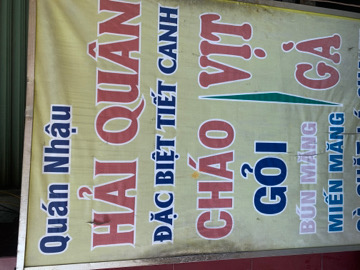 Quán Nhậu
HẢI QUÂN
ĐẶC BIỆT TIẾT CANH
CHÁO VỊT
GỎI GÀ
BÚN MĂNG
MIẾN MĂNG